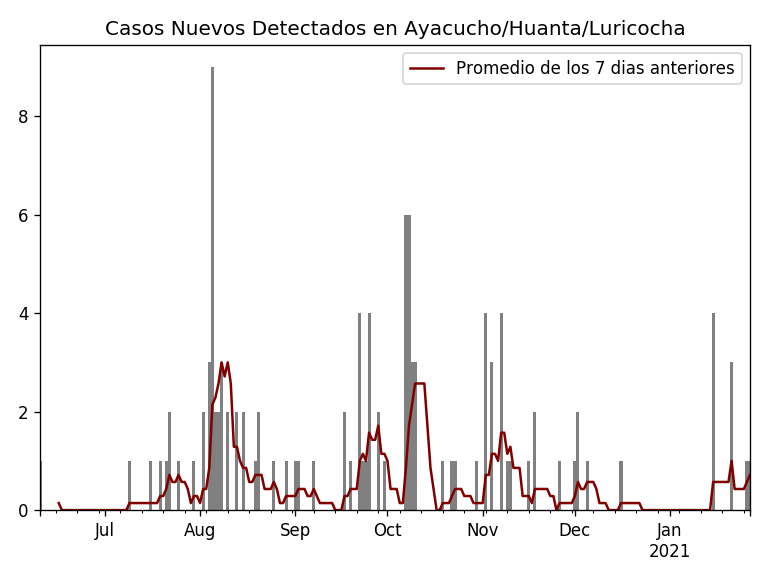 Casos Nuevos Detectados en Ayacucho/Huanta/Luricocha
Promedio de los 7 dias anteriores
8
6
4
2
0
Jul Aug Sep Oct Nov Dec Jan
2021